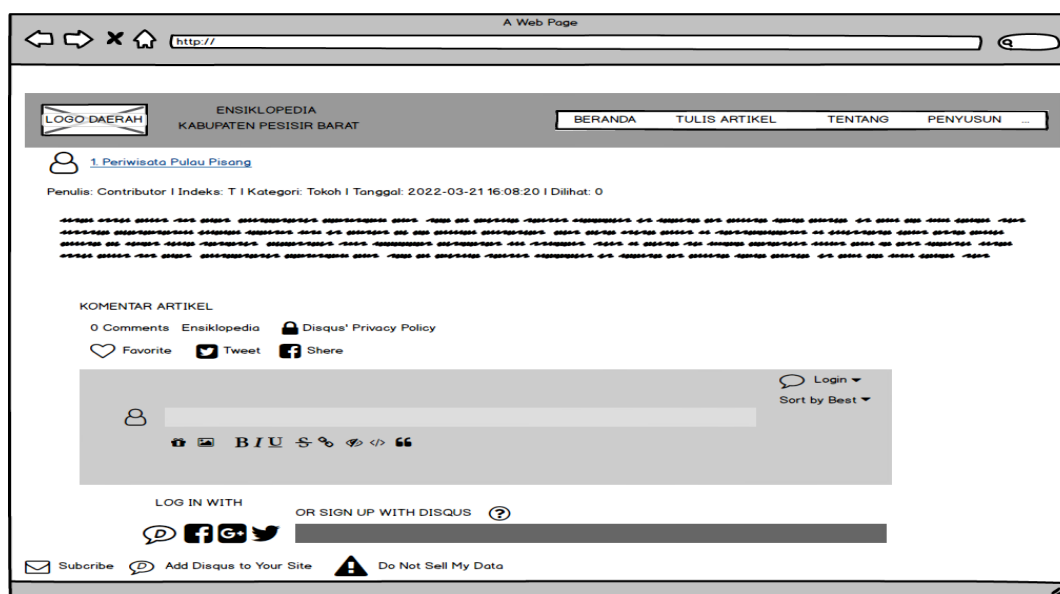 A Web Page
http://
LOGO DAERAH
ENSIKLOPEDIA
KABUPATEN PESISIR BARAT
BERANDA TULIS ARTIKEL TENTANG PENYUSUN ...
1. Periwisata Pulau Pisang
Penulis: Contributor I Indeks: T I Kategori: Tokoh I Tanggal: 2022-03-21 16:08:20 I Dilihat: 0
KOMENTAR ARTIKEL
0 Comments Ensiklopedia Disqus' Privacy Policy
Favorite Tweet Shere
Login
Sort by Best
B I U S
LOG IN WITH
OR SIGN UP WITH DISQUS ?
D G+
Subcribe D Add Disqus to Your Site Do Not Sell My Data